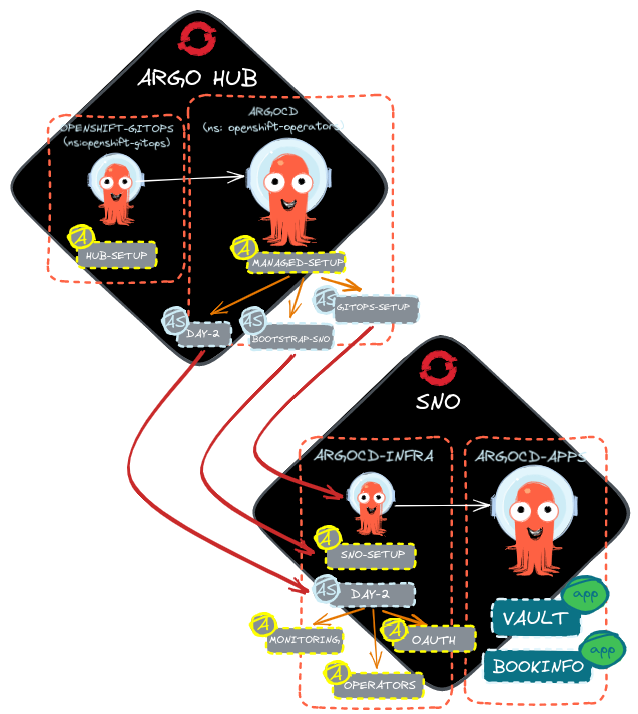 ARGO HUB
OPENSHIFT-GITOPS
(ns:openshift-gitops)
ARGOCD
(ns: openshift-operators)
A
HUB-SETUP
A
MANAGED-SETUP
AS
GITOPS-SETUP
AS
DAY-2
AS
BOOTSTRAP-SNO
SNO
ARGOCD-INFRA
ARGOCD-APPS
A
SNO-SETUP
AS
DAY-2
A
MONITORING
A
OAUTH
A
OPERATORS
app
VAULT
app
BOOKINFO